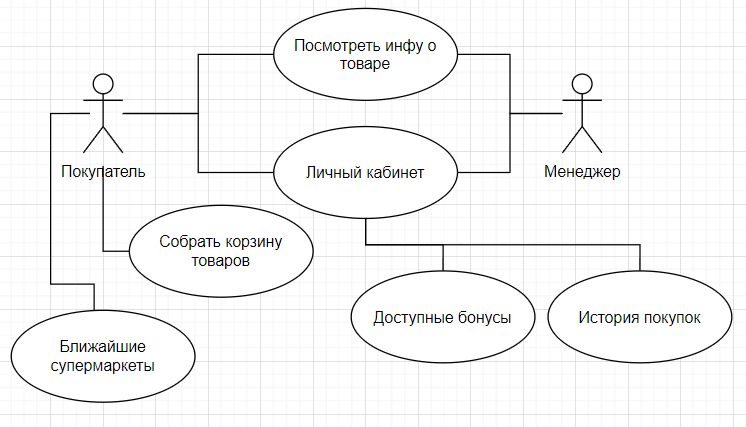 Посмотреть инфу о
товаре
Покупатель
Личный кабинет
Менеджер
Собрать корзину
товаров
Доступные бонусы
История покупок
Ближайшие
супермаркеты